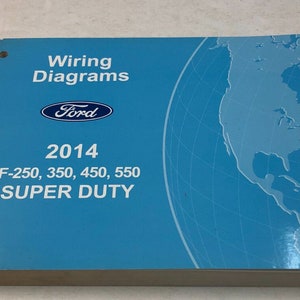 Wiring
Diagrams
Ford
2014
F-250, 350, 450, 550
SUPER DUTY